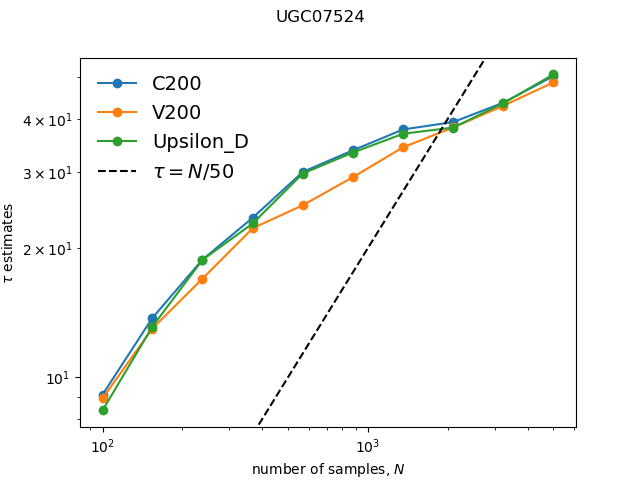 UGC07524
C200
V200
Upsilon_D
τ = N/50
4 × 10¹
3 × 10¹
2 × 10¹
10¹
τ estimates
10² 10³
number of samples, N